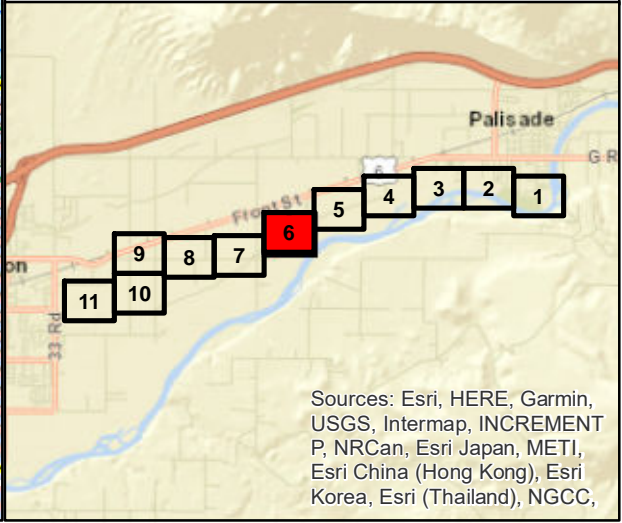 Palisade
6
G R
Front St
1
2
3
4
5
6
7
8
9
10
11
on
33 Rd
Sources: Esri, HERE, Garmin,
USGS, Intermap, INCREMENT
P, NRCan, Esri Japan, METI,
Esri China (Hong Kong), Esri
Korea, Esri (Thailand), NGCC,